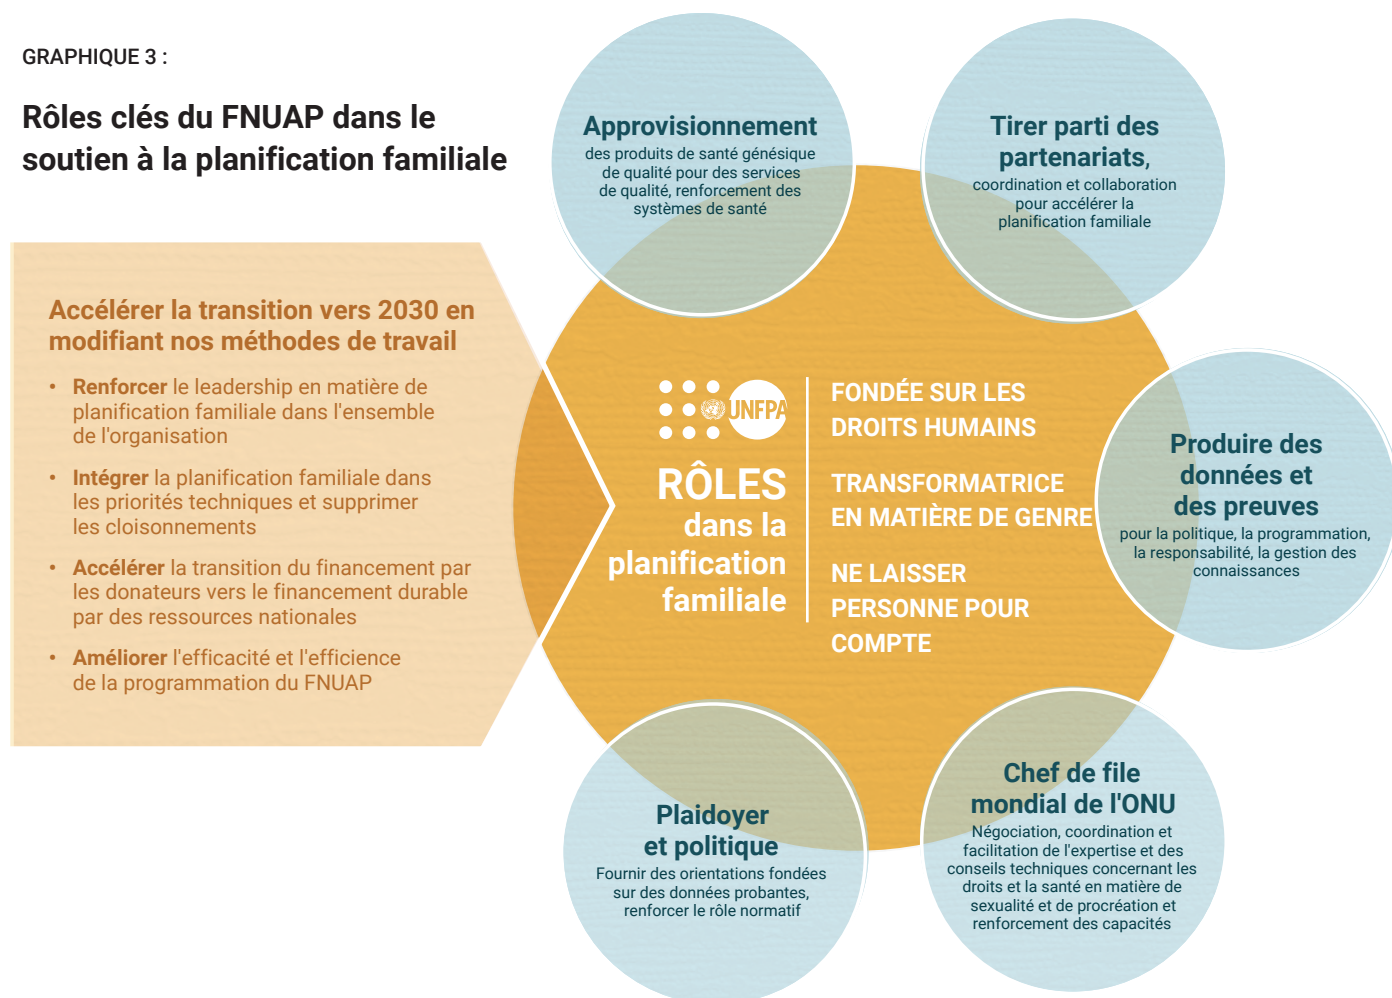 GRAPHIQUE 3 :
Rôles clés du FNUAP dans le
soutien à la planification familiale
Accélérer la transition vers 2030 en
modifiant nos méthodes de travail
• Renforcer le leadership en matière de
planification familiale dans l'ensemble
de l'organisation
• Intégrer la planification familiale dans
les priorités techniques et supprimer
les cloisonnements
• Accélérer la transition du financement par
les donateurs vers le financement durable
par des ressources nationales
• Améliorer l'efficacité et l'efficience
de la programmation du FNUAP
UNFPA
RÔLES
dans la
planification
familiale
FONDÉE SUR LES
DROITS HUMAINS
TRANSFORMATRICE
EN MATIÈRE DE GENRE
NE LAISSER
PERSONNE POUR
COMPTE
Approvisionnement
des produits de santé génésique
de qualité pour des services
de qualité, renforcement des
systèmes de santé
Tirer parti des
partenariats,
coordination et collaboration
pour accélérer la
planification familiale
Produire des
données et
des preuves
pour la politique, la programmation,
la responsabilité, la gestion des
connaissances
Chef de file
mondial de l'ONU
Négociation, coordination et
facilitation de l'expertise et des
conseils techniques concernant les
droits et la santé en matière de
sexualité et de procréation et
renforcement des capacités
Plaidoyer
et politique
Fournir des orientations fondées
sur des données probantes,
renforcer le rôle normatif